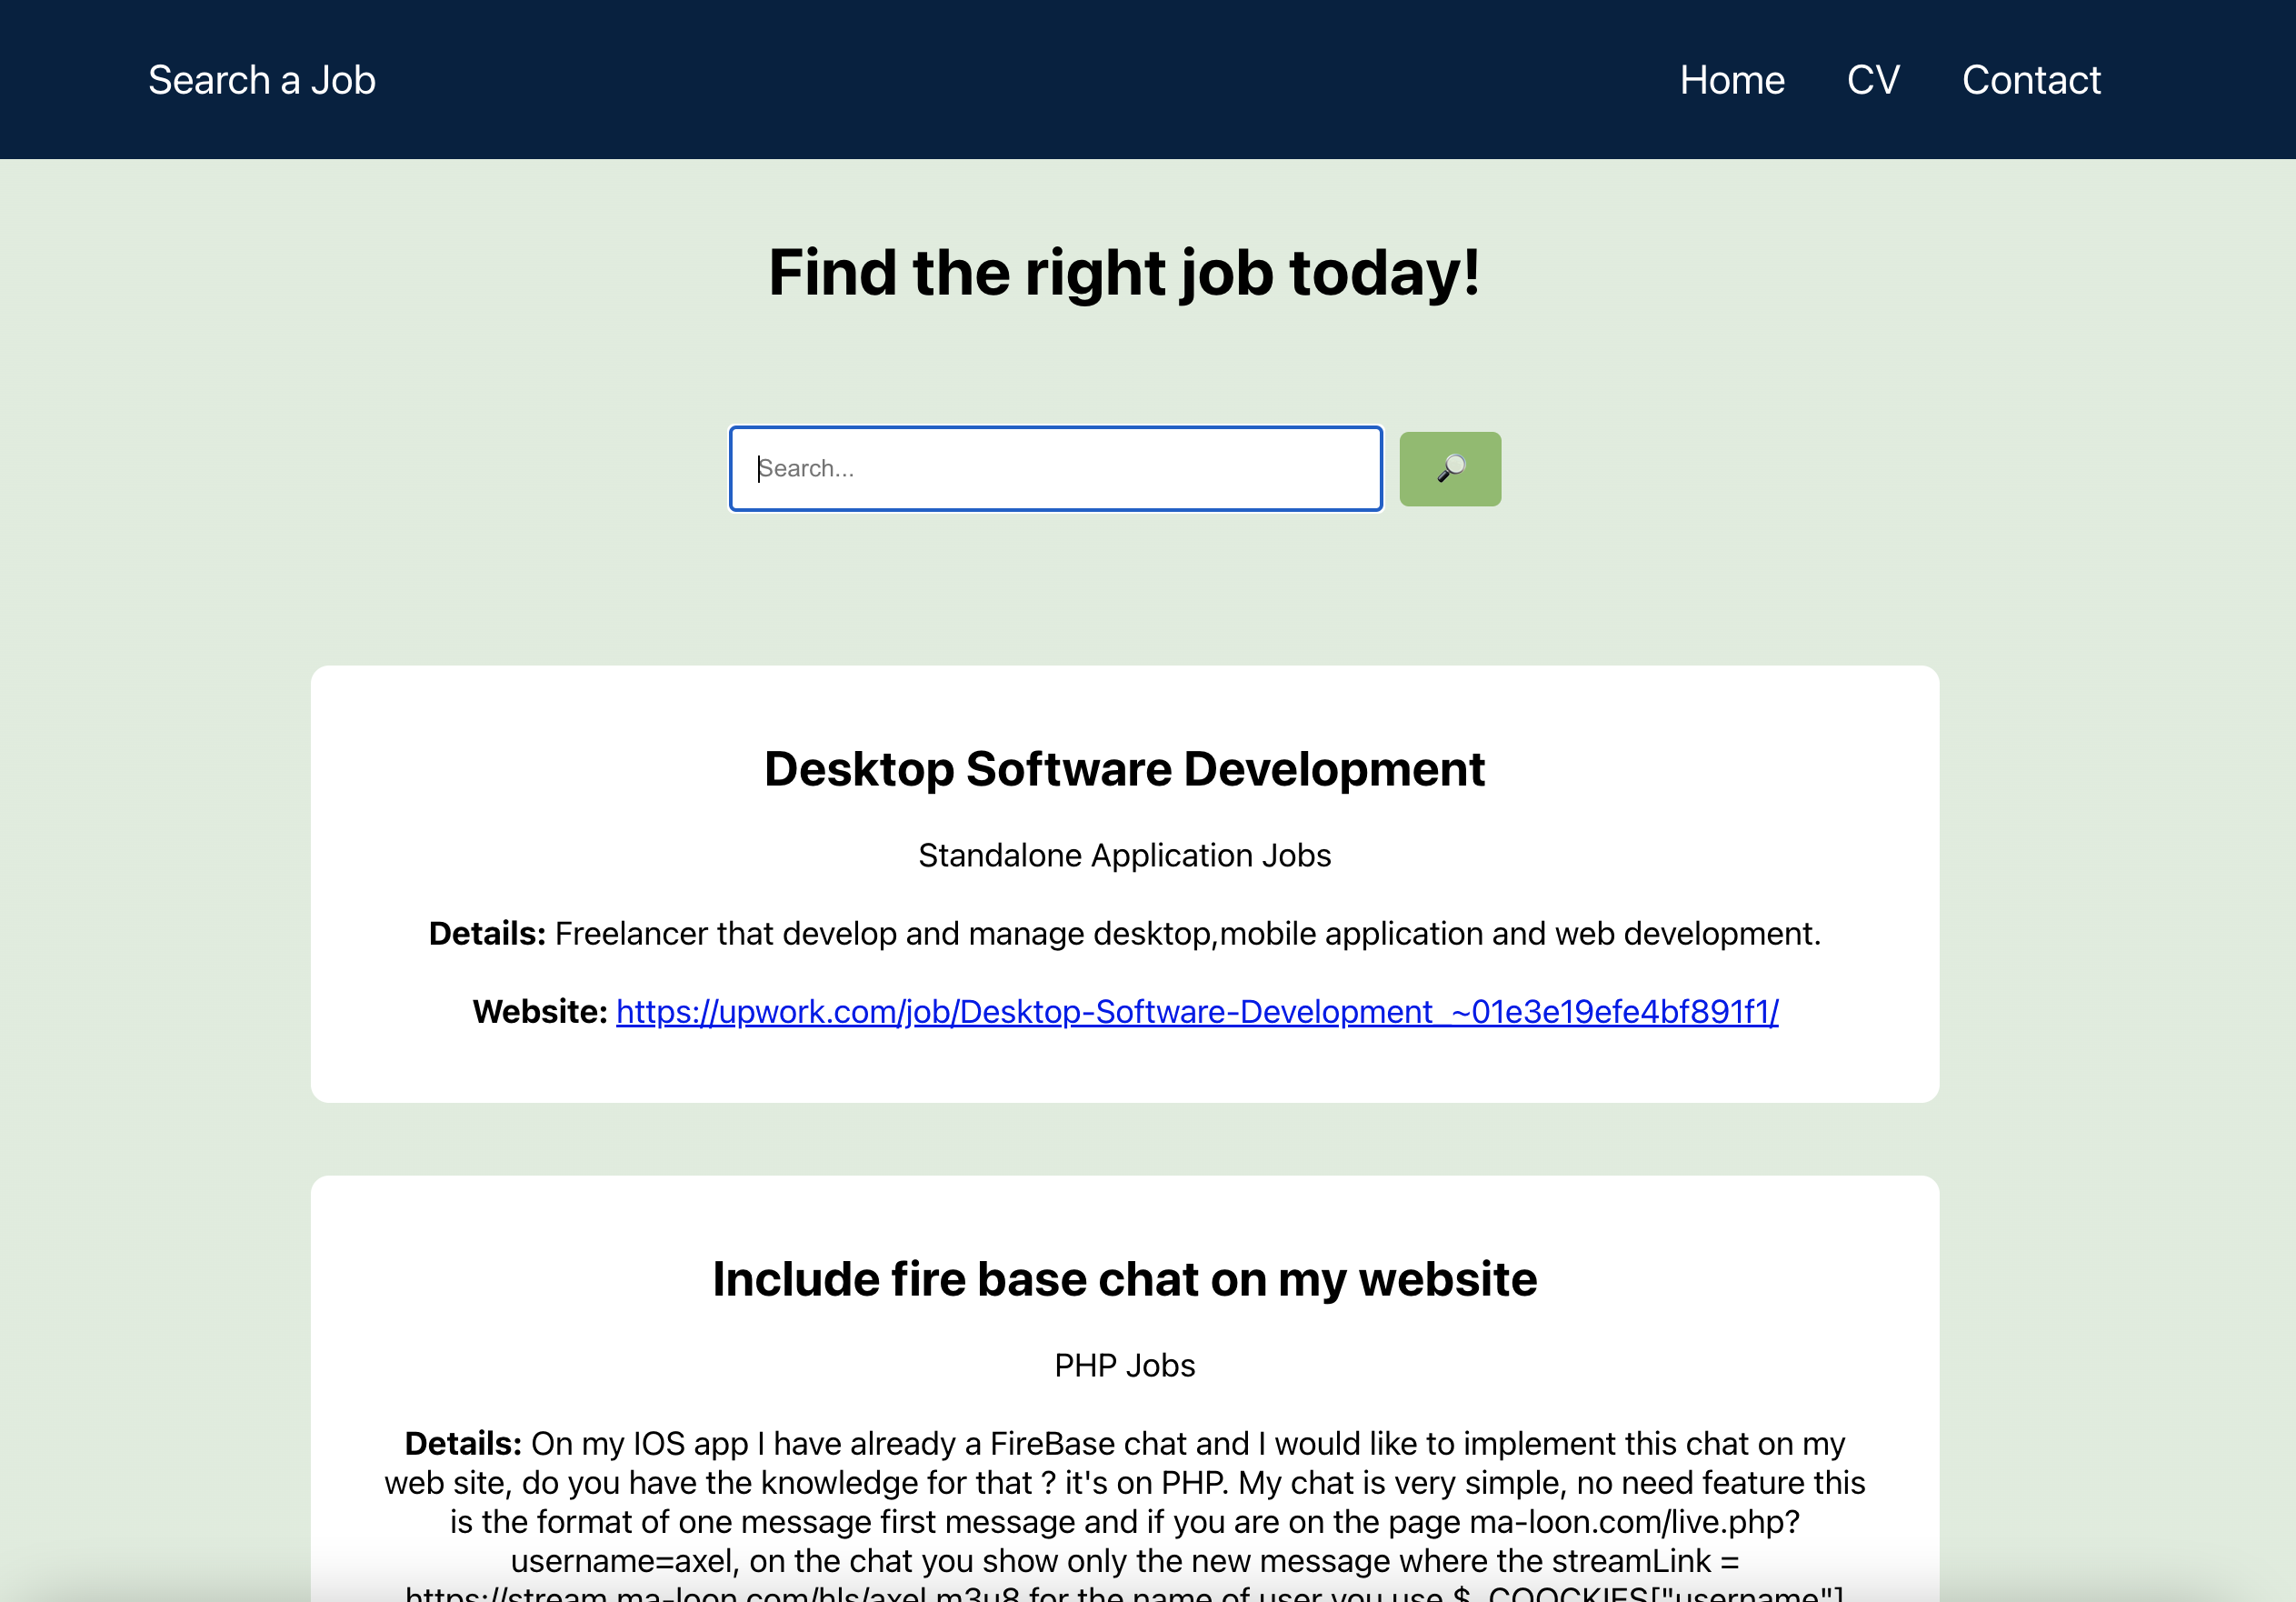 Search a Job
Home
CV
Contact
Find the right job today!
Search...
Desktop Software Development
Standalone Application Jobs
Details: Freelancer that develop and manage desktop,mobile application and web development.
Website: https://upwork.com/job/Desktop-Software-Development_~01e3e19efe4bf891f1/
Include fire base chat on my website
PHP Jobs
Details: On my IOS app I have already a FireBase chat and I would like to implement this chat on my
web site, do you have the knowledge for that ? it's on PHP. My chat is very simple, no need feature this
is the format of one message first message and if you are on the page ma-loon.com/live.php?
username=axel, on the chat you show only the new message where the streamLink =
https://stream.ma-loon.com/hls/axel.m3u8 for the name of user you use $_COOCKIES["username"]